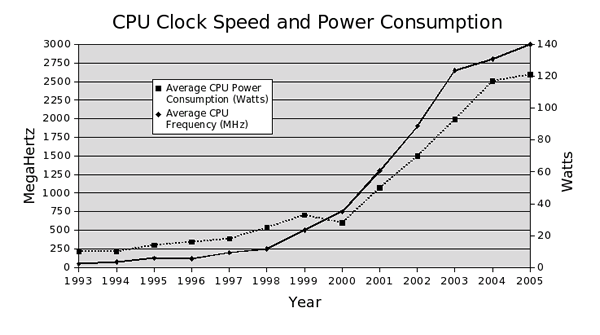 CPU Clock Speed and Power Consumption
3000
2750
2500
2250
2000
1750
1500
1250
1000
750
500
250
0
MegaHertz
Average CPU Power
Consumption (Watts)
Average CPU
Frequency (MHz)
140
120
100
80
60
40
20
0
Watts
1993 1994 1995 1996 1997 1998 1999 2000 2001 2002 2003 2004 2005
Year